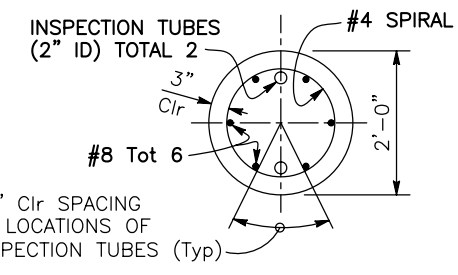 INSPECTION TUBES
(2" ID) TOTAL 2
#4 SPIRAL
3"
Clr
2'-0"
#8 Tot 6
" Clr SPACING
LOCATIONS OF
PECTION TUBES (Typ)